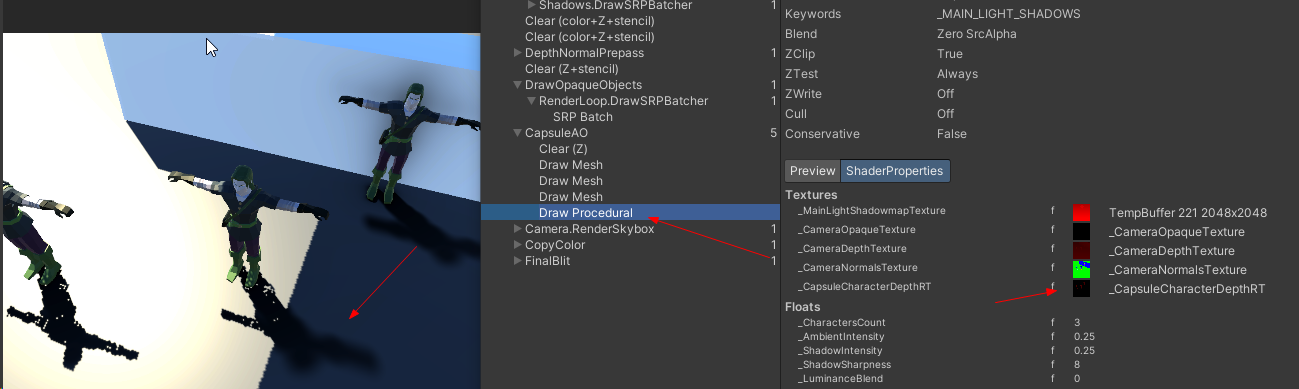 Shadows.DrawSRPBatcher 1
Clear (color+Z+stencil)
Clear (color+Z+stencil)
DepthNormalPrepass 1
Clear (Z+stencil)
DrawOpaqueObjects 1
RenderLoop.DrawSRPBatcher 1
SRP Batch
CapsuleAO 5
Clear (Z)
Draw Mesh
Draw Mesh
Draw Mesh
Draw Procedural
Camera.RenderSkybox 1
CopyColor 1
FinalBlit 1
Keywords _MAIN_LIGHT_SHADOWS
Blend Zero SrcAlpha
ZClip True
ZTest Always
ZWrite Off
Cull Off
Conservative False
Preview ShaderProperties
Textures
_MainLightShadowmapTexture f TempBuffer 221 2048x2048
_CameraOpaqueTexture f _CameraOpaqueTexture
_CameraDepthTexture f _CameraDepthTexture
_CameraNormalsTexture f _CameraNormalsTexture
_CapsuleCharacterDepthRT f _CapsuleCharacterDepthRT
Floats
_CharactersCount f 3
_AmbientIntensity f 0.25
_ShadowIntensity f 0.25
_ShadowSharpness f 8
_LuminanceBlend f 0